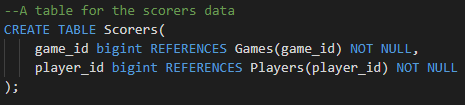 --A table for the scorers data
CREATE TABLE Scorers(
    game_id bigint REFERENCES Games(game_id) NOT NULL,
    player_id bigint REFERENCES Players(player_id) NOT NULL
);